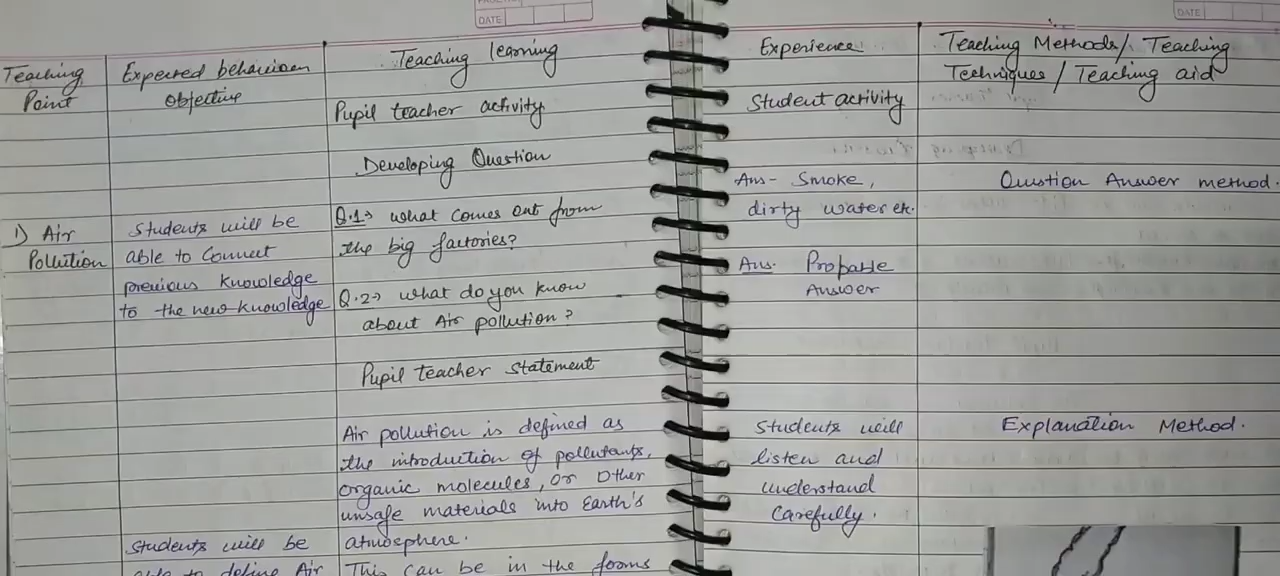 DATE
DATE
Teaching Point
Expected behaviour objective
Teaching learning
Pupil teacher activity
Experience
Student activity
Teaching Methods/ Teaching
Techniques / Teaching aid
Developing Question
1) Air
Pollution
Students will be
able to Connect
previous knowledge
to the new knowledge
Q.1→ What comes out from
the big factories?
Q.2→ What do you know
about Air pollution?
Ans- Smoke,
dirty water etc.
Ans. Probable
Answer
Question Answer method.
Pupil teacher statement
Air pollution is defined as
the introduction of pollutants,
organic molecules, or other
unsafe materials into Earth's
atmosphere.
This can be in the forms
Students will
listen and
understand
Carefully.
Explanation Method.
Students will be
able to define Air